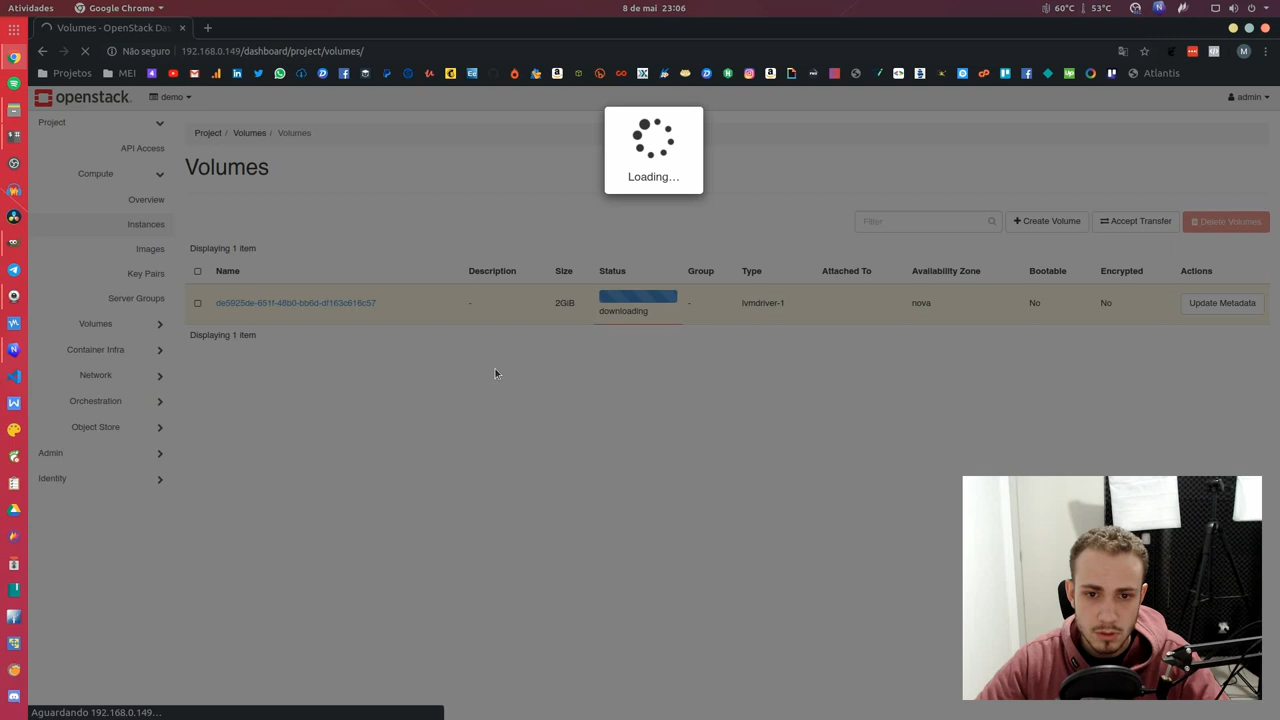 Atividades
Google Chrome
8 de mai 23:06
60°C
53°C
Volumes - OpenStack Das
Não seguro
192.168.0.149/dashboard/project/volumes/
Projetos
MEI
Atlantis
openstack.
demo
admin
Project
API Access
Compute
Overview
Instances
Images
Key Pairs
Server Groups
Volumes
Container Infra
Network
Orchestration
Object Store
Admin
Identity
Project / Volumes / Volumes
Volumes
Loading...
Filter
Create Volume
Accept Transfer
Delete Volumes
Displaying 1 item
Name Description Size Status Group Type Attached To Availability Zone Bootable Encrypted Actions
de5925de-651f-48b0-bb6d-df163c616c57 - 2GiB downloading - lvmdriver-1 nova No No Update Metadata
Displaying 1 item
Aguardando 192.168.0.149...